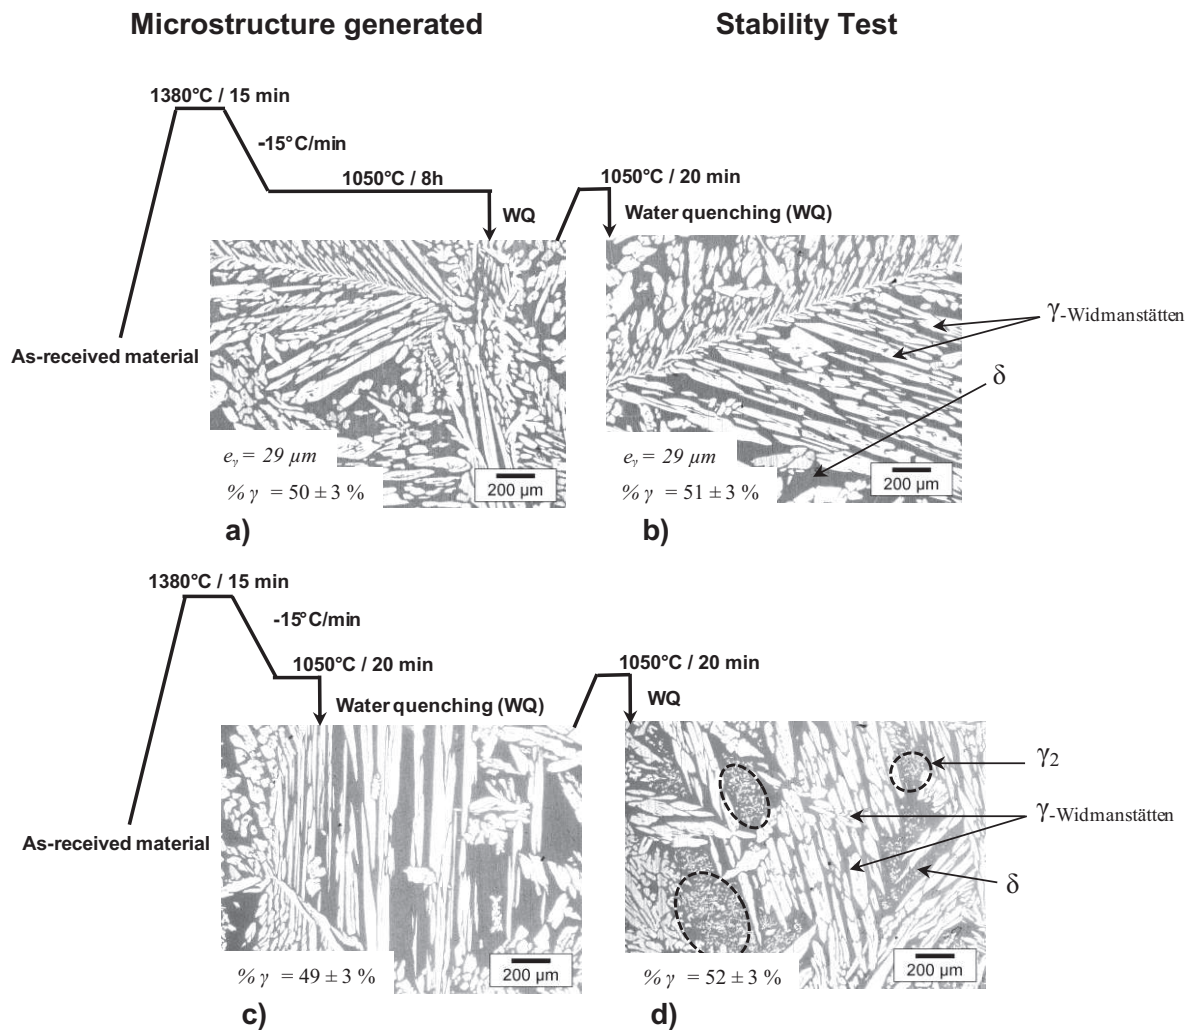 Microstructure generated
Stability Test
1380°C / 15 min
-15°C/min
1050°C / 8h
WQ
1050°C / 20 min
Water quenching (WQ)
As-received material
γ-Widmanstätten
δ
eγ = 29 µm
% γ = 50 ± 3 %
200 µm
eγ = 29 µm
% γ = 51 ± 3 %
200 µm
a)
b)
1380°C / 15 min
-15°C/min
1050°C / 20 min
Water quenching (WQ)
1050°C / 20 min
WQ
As-received material
γ2
γ-Widmanstätten
δ
% γ = 49 ± 3 %
200 µm
% γ = 52 ± 3 %
200 µm
c)
d)